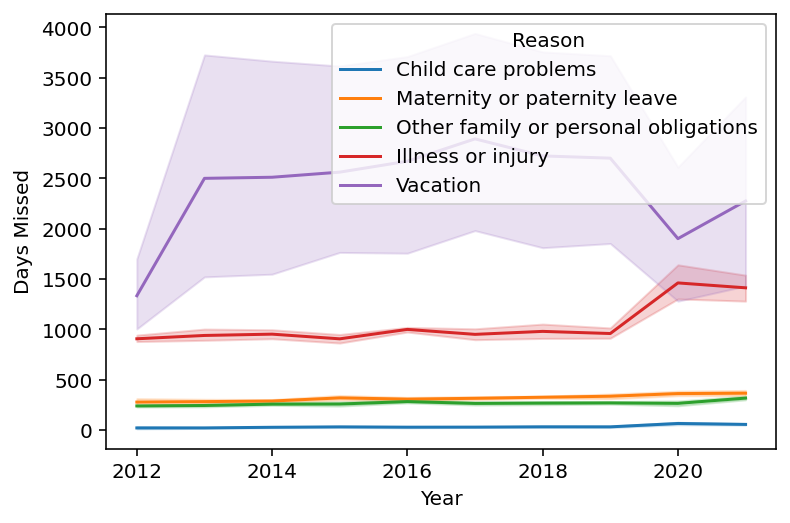 4000
3500
3000
2500
2000
1500
1000
500
0
Days Missed
Reason
Child care problems
Maternity or paternity leave
Other family or personal obligations
Illness or injury
Vacation
2012 2014 2016 2018 2020
Year